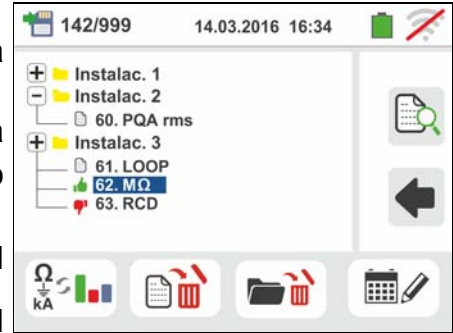 142/999 14.03.2016 16:34
Instalac. 1
Instalac. 2
60. PQA rms
Instalac. 3
61. LOOP
62. MΩ
63. RCD
Ω
kA